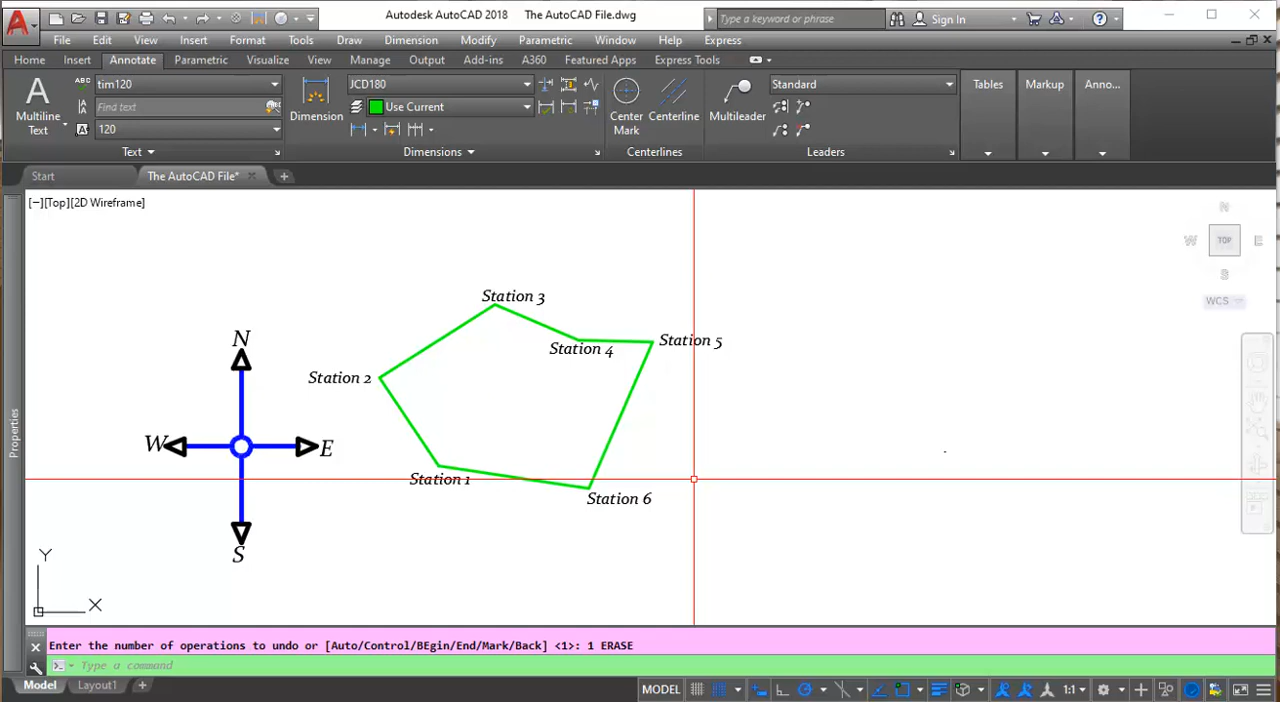 Autodesk AutoCAD 2018 The AutoCAD File.dwg Type a keyword or phrase Sign In
File Edit View Insert Format Tools Draw Dimension Modify Parametric Window Help Express
Home Insert Annotate Parametric Visualize View Manage Output Add-ins A360 Featured Apps Express Tools
Multiline Text
ABC
tim120
Find text
120
Text
Dimension
JCD180
Use Current
Dimensions
Center Mark
Centerline
Centerlines
Multileader
Standard
Leaders
Tables
Markup
Anno...
Start The AutoCAD File*
[−][Top][2D Wireframe]
N
W TOP E
S
WCS
Station 3
Station 4
Station 5
Station 2
Station 1
Station 6
N
W E
S
Properties
Y
X
Enter the number of operations to undo or [Auto/Control/BEgin/End/Mark/Back] <1>: 1 ERASE
Type a command
Model Layout1 +
MODEL 1:1